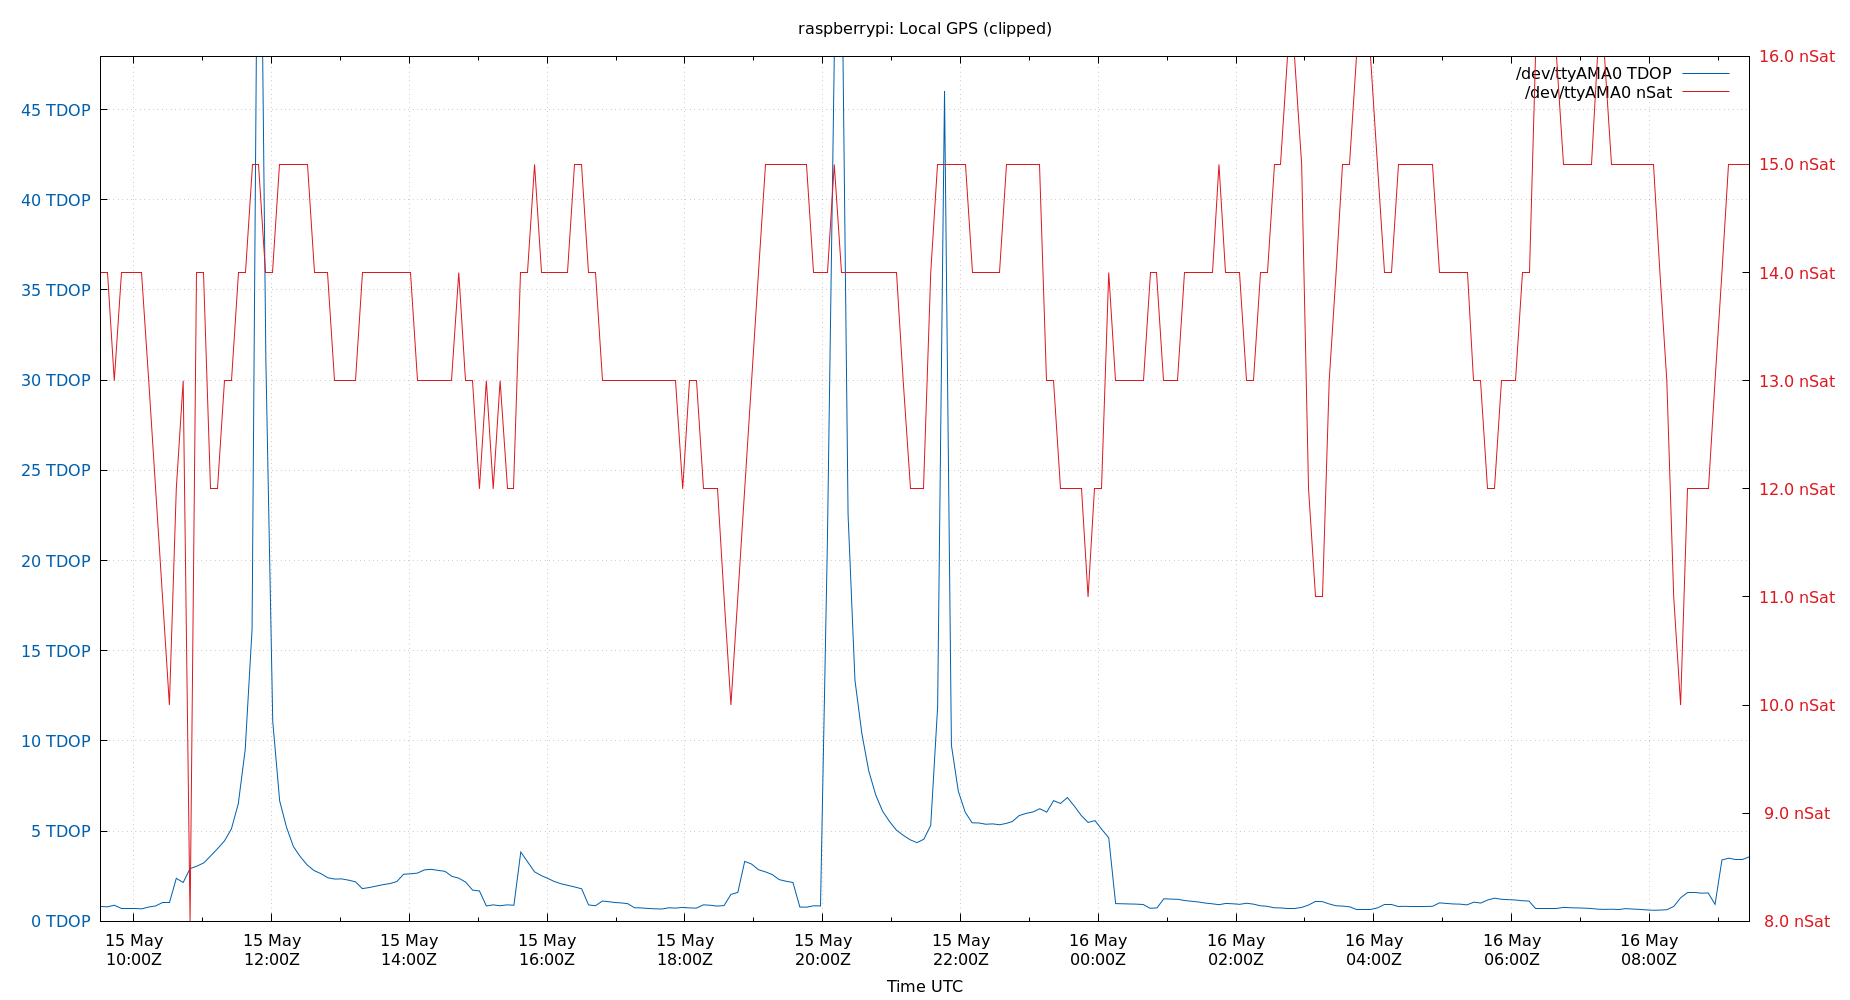 raspberrypi: Local GPS (clipped)
/dev/ttyAMA0 TDOP
/dev/ttyAMA0 nSat
45 TDOP
40 TDOP
35 TDOP
30 TDOP
25 TDOP
20 TDOP
15 TDOP
10 TDOP
5 TDOP
0 TDOP
16.0 nSat
15.0 nSat
14.0 nSat
13.0 nSat
12.0 nSat
11.0 nSat
10.0 nSat
9.0 nSat
8.0 nSat
15 May 15 May 15 May 15 May 15 May 15 May 15 May 16 May 16 May 16 May 16 May 16 May
10:00Z 12:00Z 14:00Z 16:00Z 18:00Z 20:00Z 22:00Z 00:00Z 02:00Z 04:00Z 06:00Z 08:00Z
Time UTC